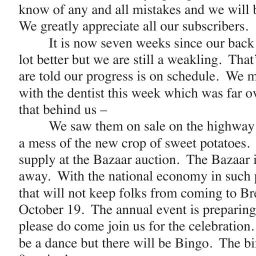 know of any and all mistakes and we will
We greatly appreciate all our subscribers.
It is now seven weeks since our back
lot better but we are still a weakling. That'
are told our progress is on schedule. We
with the dentist this week which was far
that behind us –
We saw them on sale on the highway
a mess of the new crop of sweet potatoes.
supply at the Bazaar auction. The Bazaar
away. With the national economy in such
that will not keep folks from coming to
October 19. The annual event is preparing
please do come join us for the celebration.
be a dance but there will be Bingo. The